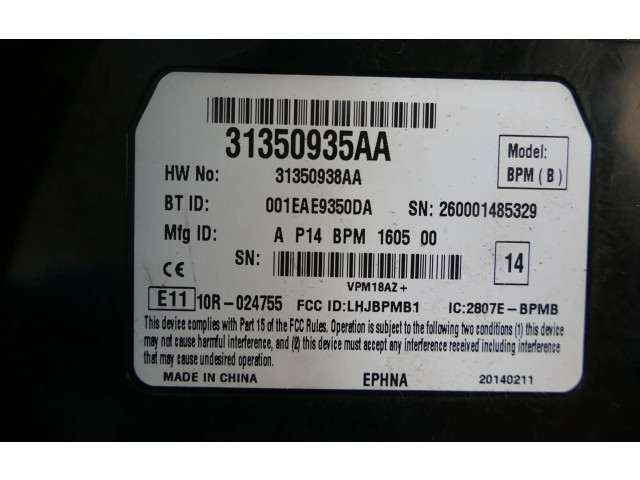 31350935AA
Model:
BPM ( B )
HW No: 31350938AA
BT ID: 001EAE9350DA SN: 260001485329
Mfg ID: A P14 BPM 1605 00
SN:
14
VPM18AZ+
CE
E11 10R-024755 FCC ID:LHJBPMB1 IC:2807E-BPMB
This device complies with Part 15 of the FCC Rules. Operation is subject to the following two conditions (1) this device
may not cause harmful interference, and (2) this device must accept any interference received including interference
that may cause undesired operation.
MADE IN CHINA EPHNA 20140211